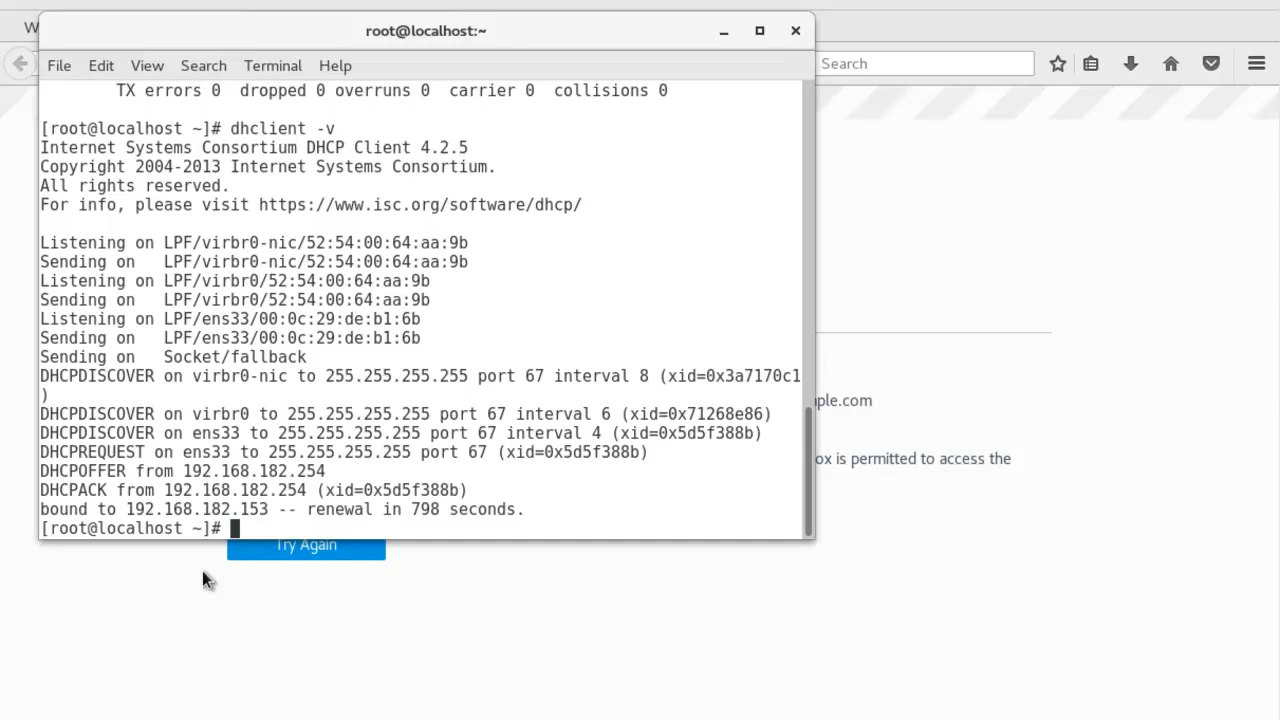 W
root@localhost:~
File Edit View Search Terminal Help
Search
TX errors 0  dropped 0 overruns 0  carrier 0  collisions 0
[root@localhost ~]# dhclient -v
Internet Systems Consortium DHCP Client 4.2.5
Copyright 2004-2013 Internet Systems Consortium.
All rights reserved.
For info, please visit https://www.isc.org/software/dhcp/
Listening on LPF/virbr0-nic/52:54:00:64:aa:9b
Sending on   LPF/virbr0-nic/52:54:00:64:aa:9b
Listening on LPF/virbr0/52:54:00:64:aa:9b
Sending on   LPF/virbr0/52:54:00:64:aa:9b
Listening on LPF/ens33/00:0c:29:de:b1:6b
Sending on   LPF/ens33/00:0c:29:de:b1:6b
Sending on   Socket/fallback
DHCPDISCOVER on virbr0-nic to 255.255.255.255 port 67 interval 8 (xid=0x3a7170c1
)
DHCPDISCOVER on virbr0 to 255.255.255.255 port 67 interval 6 (xid=0x71268e86)
DHCPDISCOVER on ens33 to 255.255.255.255 port 67 interval 4 (xid=0x5d5f388b)
DHCPREQUEST on ens33 to 255.255.255.255 port 67 (xid=0x5d5f388b)
DHCPOFFER from 192.168.182.254
DHCPACK from 192.168.182.254 (xid=0x5d5f388b)
bound to 192.168.182.153 -- renewal in 798 seconds.
[root@localhost ~]#
mple.com
ox is permitted to access the
Try Again